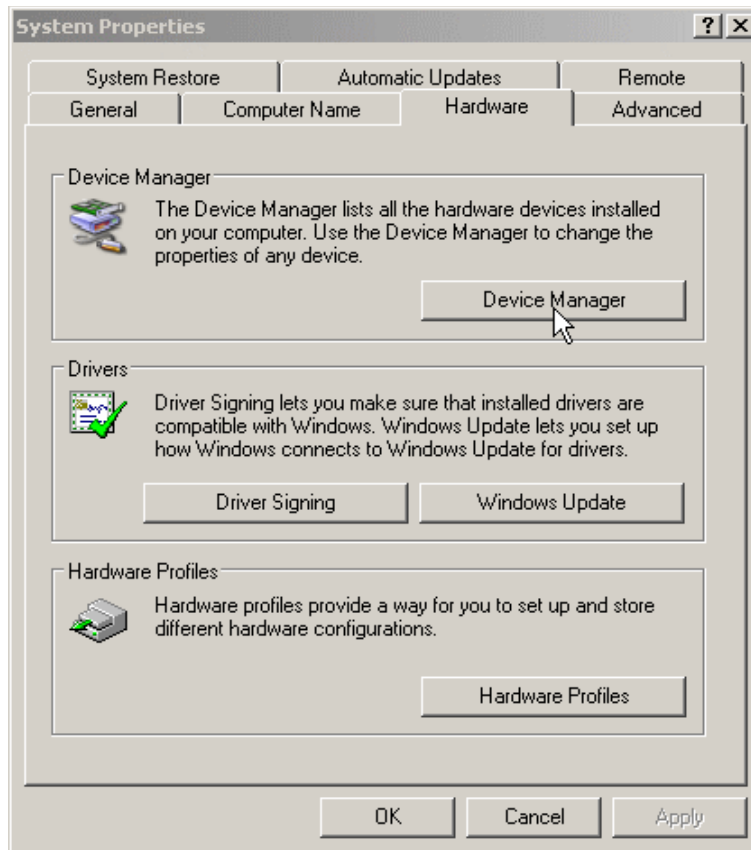 System Properties
System Restore Automatic Updates Remote
General Computer Name Hardware Advanced
Device Manager
The Device Manager lists all the hardware devices installed
on your computer. Use the Device Manager to change the
properties of any device.
Device Manager
Drivers
Driver Signing lets you make sure that installed drivers are
compatible with Windows. Windows Update lets you set up
how Windows connects to Windows Update for drivers.
Driver Signing Windows Update
Hardware Profiles
Hardware profiles provide a way for you to set up and store
different hardware configurations.
Hardware Profiles
OK Cancel Apply